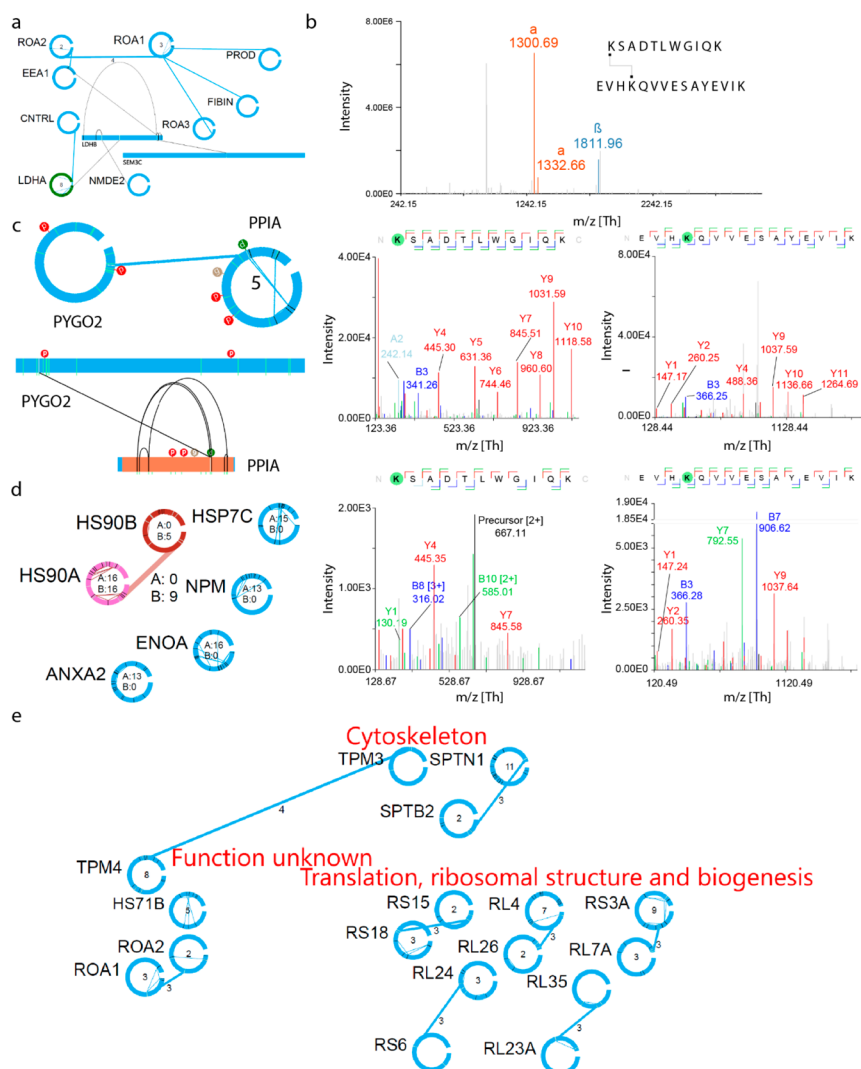 a
ROA2
2
ROA1
3
PROD
4
EEA1
FIBIN
CNTRL
ROA3
LDHB
SEM3C
LDHA
8
NMDE2
b
8.00E6
a
1300.69
KSADTLWGIQK
EVHKQVVESAYEVIK
Intensity
4.00E6
ß
1811.96
a
1332.66
0.00E0
242.15
1242.15
2242.15
m/z [Th]
c
PPIA
5
PYGO2
P
P
PYGO2
P
P
PPIA
N K S A D T L W G I Q K C
4.00E4
Y9
1031.59
Intensity
2.00E4
A2
242.14
Y4
445.30
Y5
631.36
Y7
845.51
Y10
1118.58
B3
341.26
Y6
744.46
Y8
960.60
0.00E0
123.36
523.36
923.36
m/z [Th]
N E V H K Q V V E S A Y E V I K
8.00E4
4.00E4
Y1
147.17
Y2
260.25
Y4
488.36
Y9
1037.59
B3
366.25
Y10
1136.66
Y11
1264.69
0.00E0
128.44
1128.44
m/z [Th]
d
HS90B
A:0
B:5
HSP7C
A:15
B:0
HS90A
A:16
B:16
A: 0
B: 9
NPM
A:13
B:0
ENOA
A:16
B:0
ANXA2
A:13
B:0
N K S A D T L W G I Q K C
2.00E3
Precursor [2+]
667.11
Intensity
Y4
445.35
1.00E3
B8 [3+]
316.02
B10 [2+]
585.01
Y1
130.19
Y7
845.58
0.00E0
128.67
528.67
928.67
m/z [Th]
N E V H K Q V V E S A Y E V I K
1.90E4
1.85E4
B7
906.62
Y7
792.55
Intensity
5.00E3
Y1
147.24
B3
366.28
Y9
1037.64
2.50E3
Y2
260.35
0.00E0
120.49
1120.49
m/z [Th]
e
Cytoskeleton
TPM3
SPTN1
11
3
SPTB2
2
4
Function unknown
TPM4
8
Translation, ribosomal structure and biogenesis
HS71B
5
ROA2
2
ROA1
3
3
RS15
2
RL4
7
RS3A
9
RS18
3
3
RL26
2
3
RL7A
3
3
RL24
3
RL35
3
3
RS6
RL23A